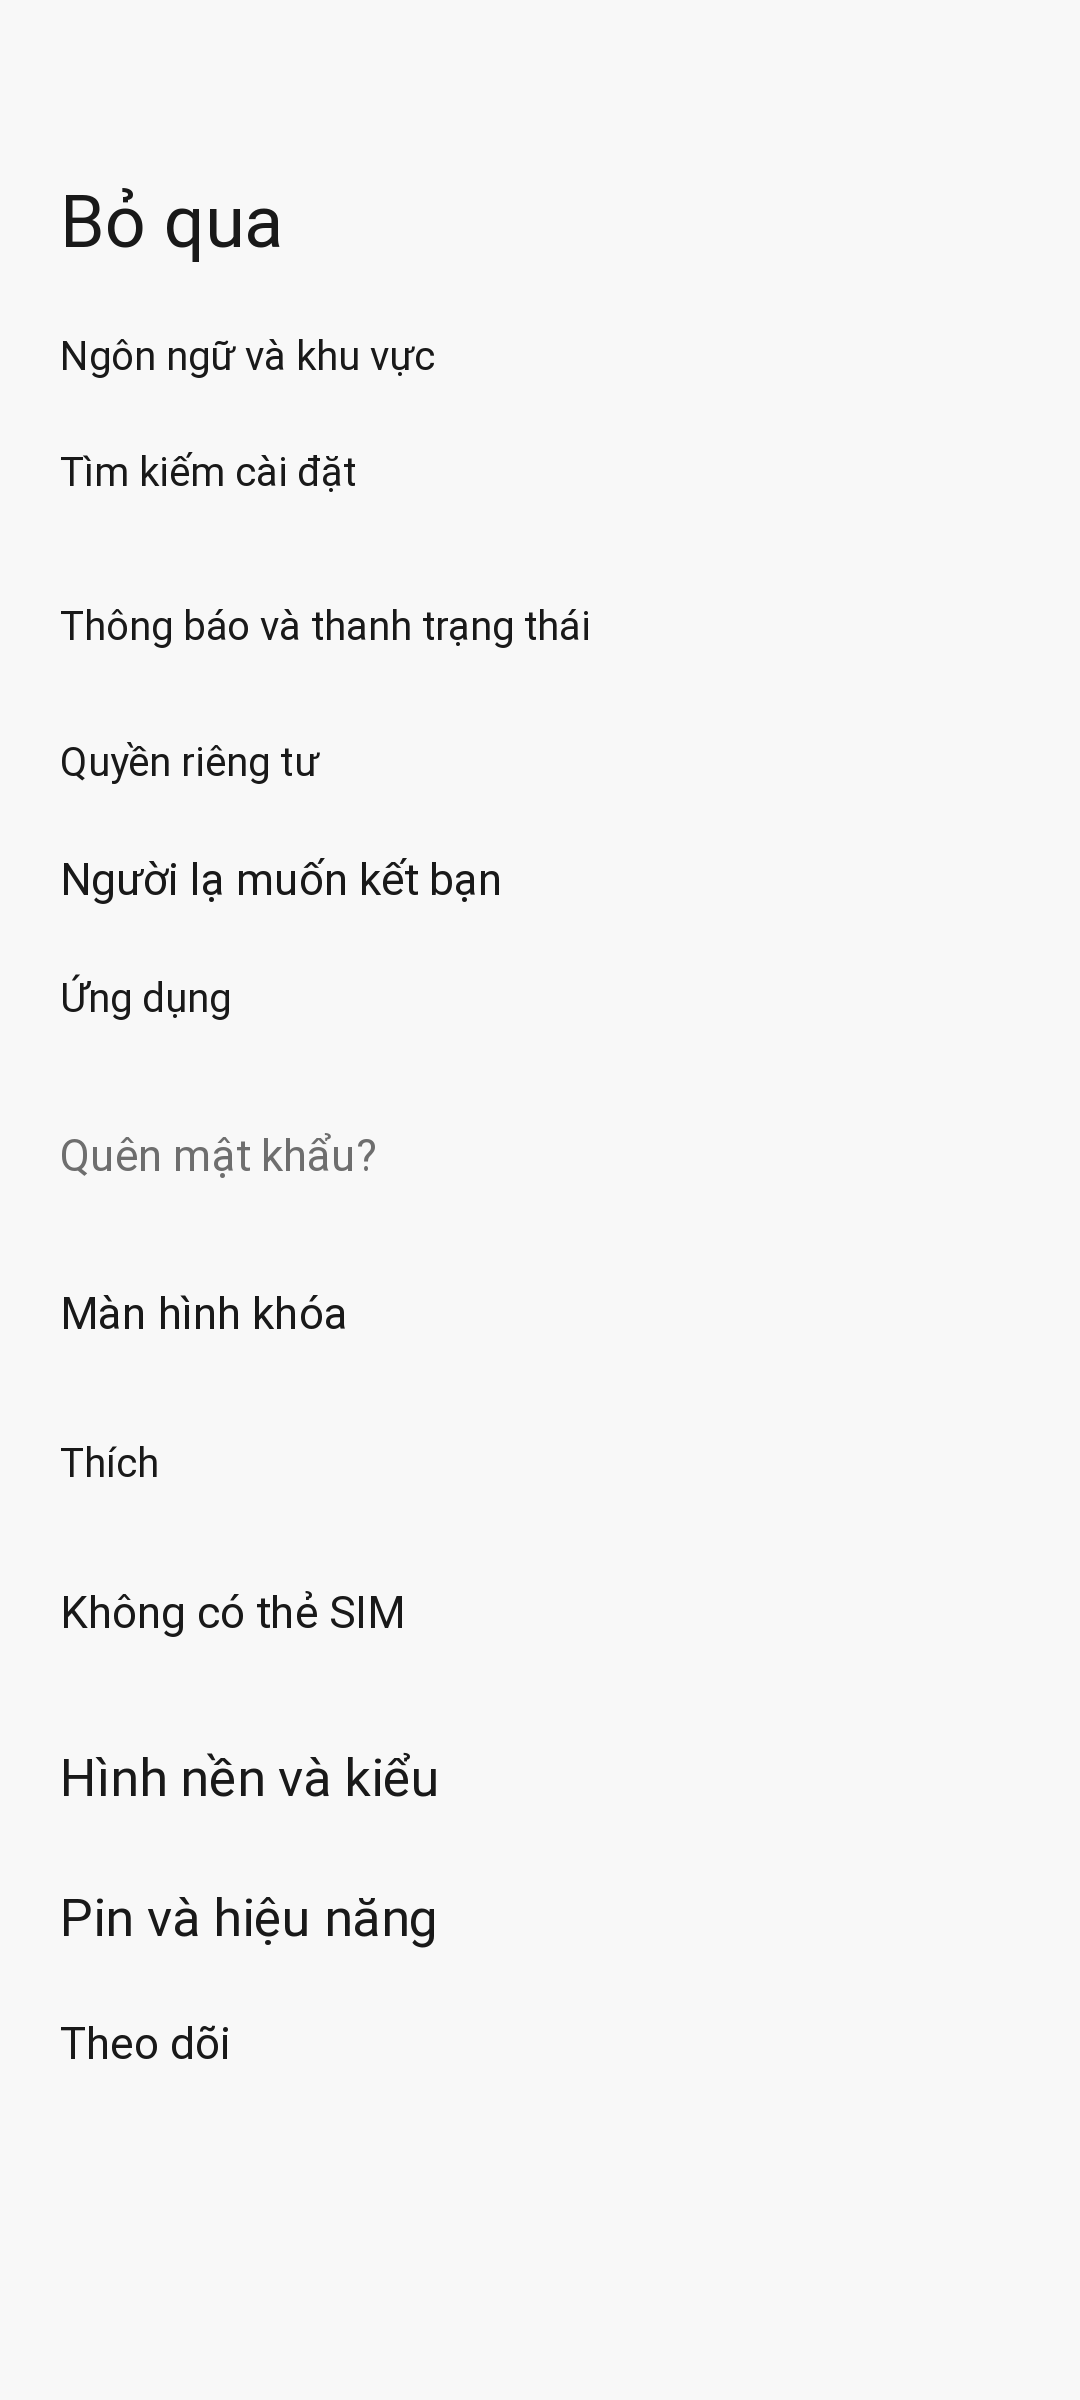 Bỏ qua
Ngôn ngữ và khu vực
Tìm kiếm cài đặt
Thông báo và thanh trạng thái
Quyền riêng tư
Người lạ muốn kết bạn
Ứng dụng
Quên mật khẩu?
Màn hình khóa
Thích
Không có thẻ SIM
Hình nền và kiểu
Pin và hiệu năng
Theo dõi